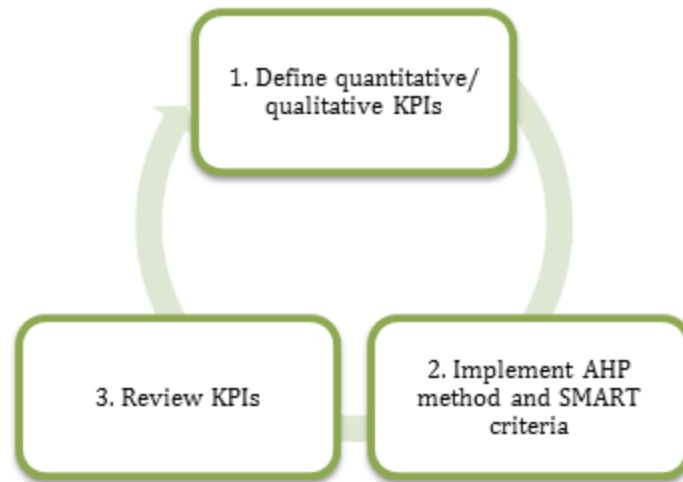 1. Define quantitative/
qualitative KPIs
2. Implement AHP
method and SMART
criteria
3. Review KPIs